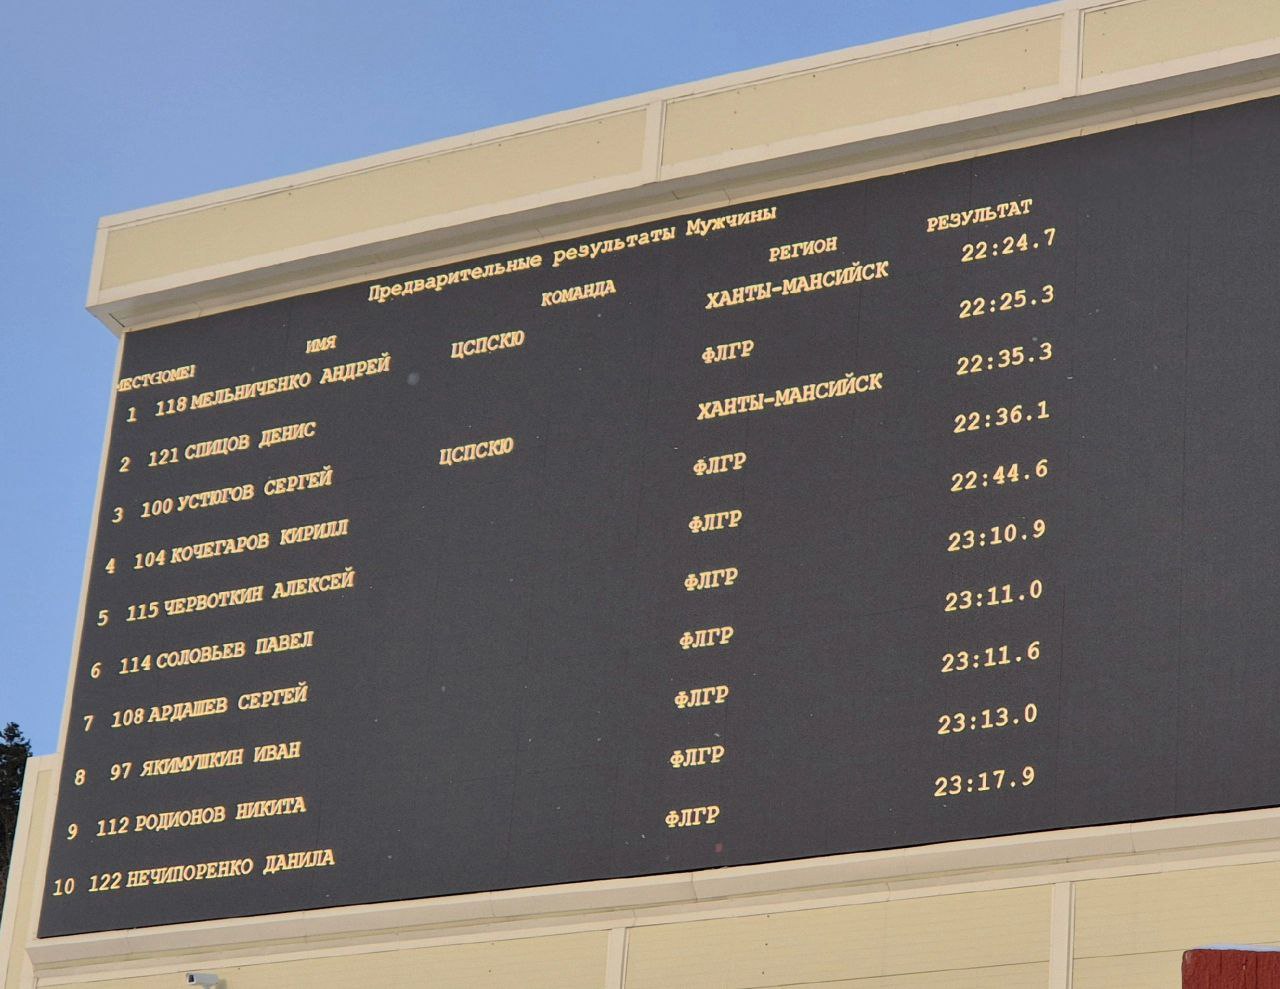 Предварительные результаты Мужчины
ИМЯ КОМАНДА РЕГИОН РЕЗУЛЬТАТ
1 118 МЕЛЬНИЧЕНКО АНДРЕЙ ЦСПСКЮ ХАНТЫ-МАНСИЙСК 22:24.7
2 121 СПИЦОВ ДЕНИС ФЛГР 22:25.3
3 100 УСТЮГОВ СЕРГЕЙ ЦСПСКЮ ХАНТЫ-МАНСИЙСК 22:35.3
4 104 КОЧЕГАРОВ КИРИЛЛ ФЛГР 22:36.1
5 115 ЧЕРВОТКИН АЛЕКСЕЙ ФЛГР 22:44.6
6 114 СОЛОВЬЕВ ПАВЕЛ ФЛГР 23:10.9
7 108 АРДАШЕВ СЕРГЕЙ ФЛГР 23:11.0
8 97 ЯКИМУШКИН ИВАН ФЛГР 23:11.6
9 112 РОДИОНОВ НИКИТА ФЛГР 23:13.0
10 122 НЕЧИПОРЕНКО ДАНИЛА ФЛГР 23:17.9